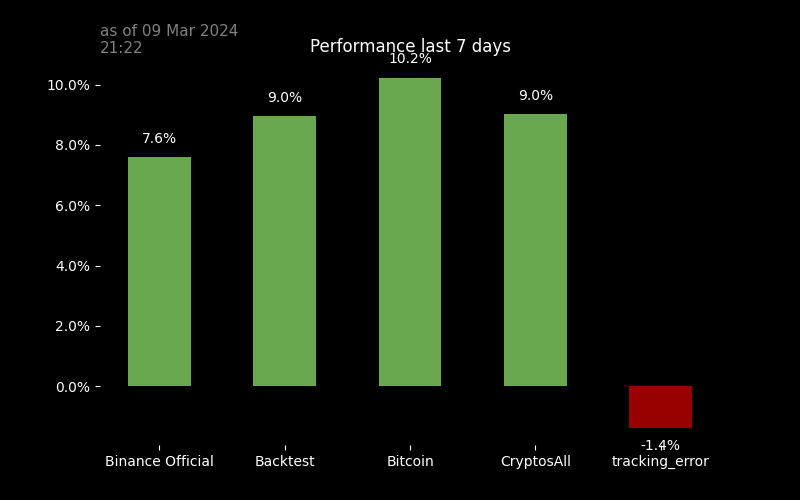 as of 09 Mar 2024
21:22
Performance last 7 days
10.2%
10.0%
9.0%
9.0%
8.0%
7.6%
6.0%
4.0%
2.0%
0.0%
-1.4%
Binance Official
Backtest
Bitcoin
CryptosAll
tracking_error